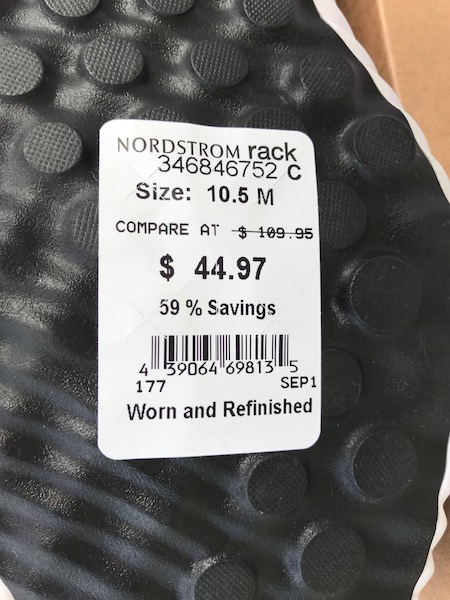 NORDSTROM rack
346846752 C
Size: 10.5 M
COMPARE AT $ 109.95
$ 44.97
59 % Savings
4 39064 69813 5
177 SEP1
Worn and Refinished